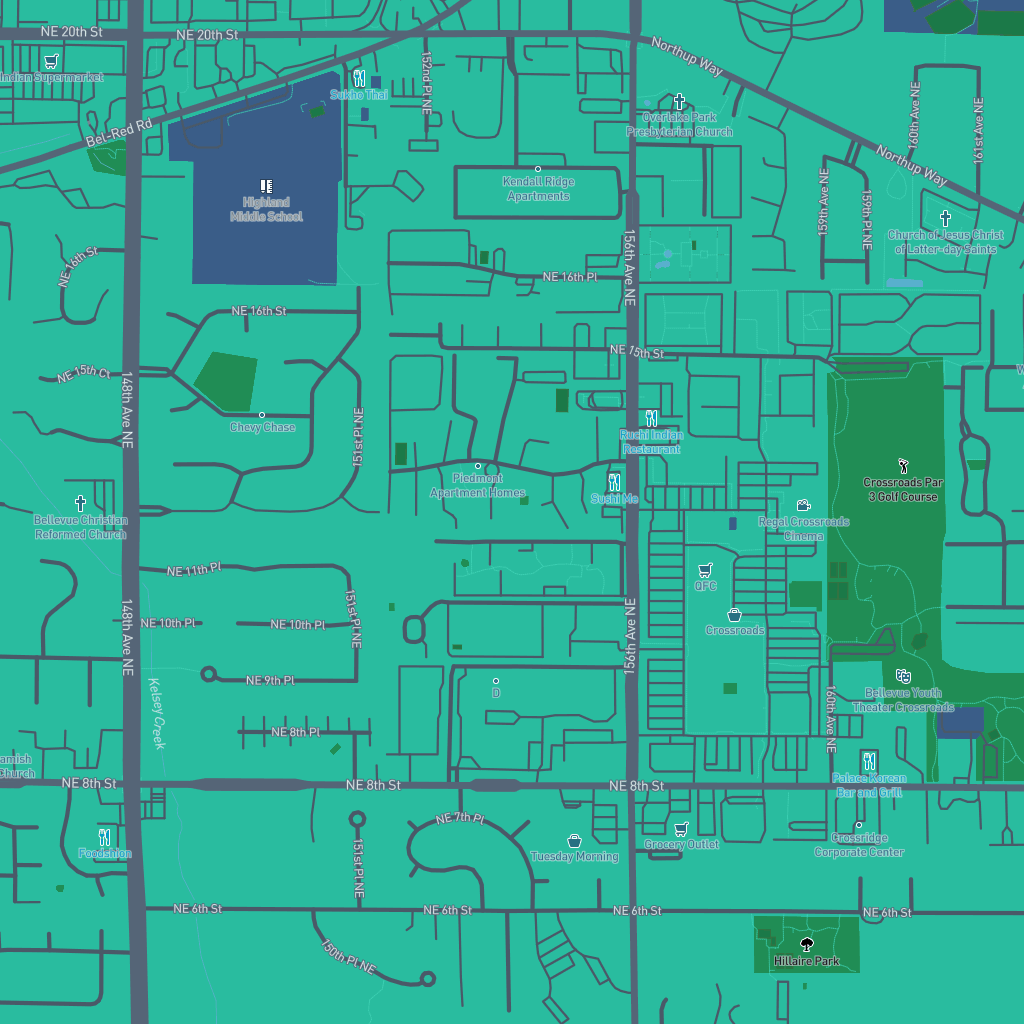 NE 20th St
NE 20th St
Northup Way
Indian Supermarket
152nd Pl NE
Sukho Thai
Bel-Red Rd
Overlake Park
Presbyterian Church
160th Ave NE
161st Ave NE
Northup Way
Kendall Ridge
Apartments
Highland
Middle School
159th Ave NE
159th Pl NE
Church of Jesus Christ
of Latter-day Saints
NE 16th St
156th Ave NE
NE 16th Pl
NE 16th St
NE 15th St
NE 15th Ct
148th Ave NE
Chevy Chase
151st Pl NE
Ruchi Indian
Restaurant
Piedmont
Apartment Homes
Sushi Me
Crossroads Par
3 Golf Course
Regal Crossroads
Cinema
Bellevue Christian
Reformed Church
NE 11th Pl
QFC
148th Ave NE
NE 10th Pl
NE 10th Pl
151st Pl NE
156th Ave NE
Crossroads
NE 9th Pl
D
Kelsey Creek
160th Ave NE
Bellevue Youth
Theater Crossroads
NE 8th Pl
amish
Church
NE 8th St
NE 8th St
NE 8th St
Palace Korean
Bar and Grill
NE 7th Pl
Foodshion
151st Pl NE
Tuesday Morning
Grocery Outlet
Crossridge
Corporate Center
NE 6th St
NE 6th St
NE 6th St
NE 6th St
150th Pl NE
Hillaire Park